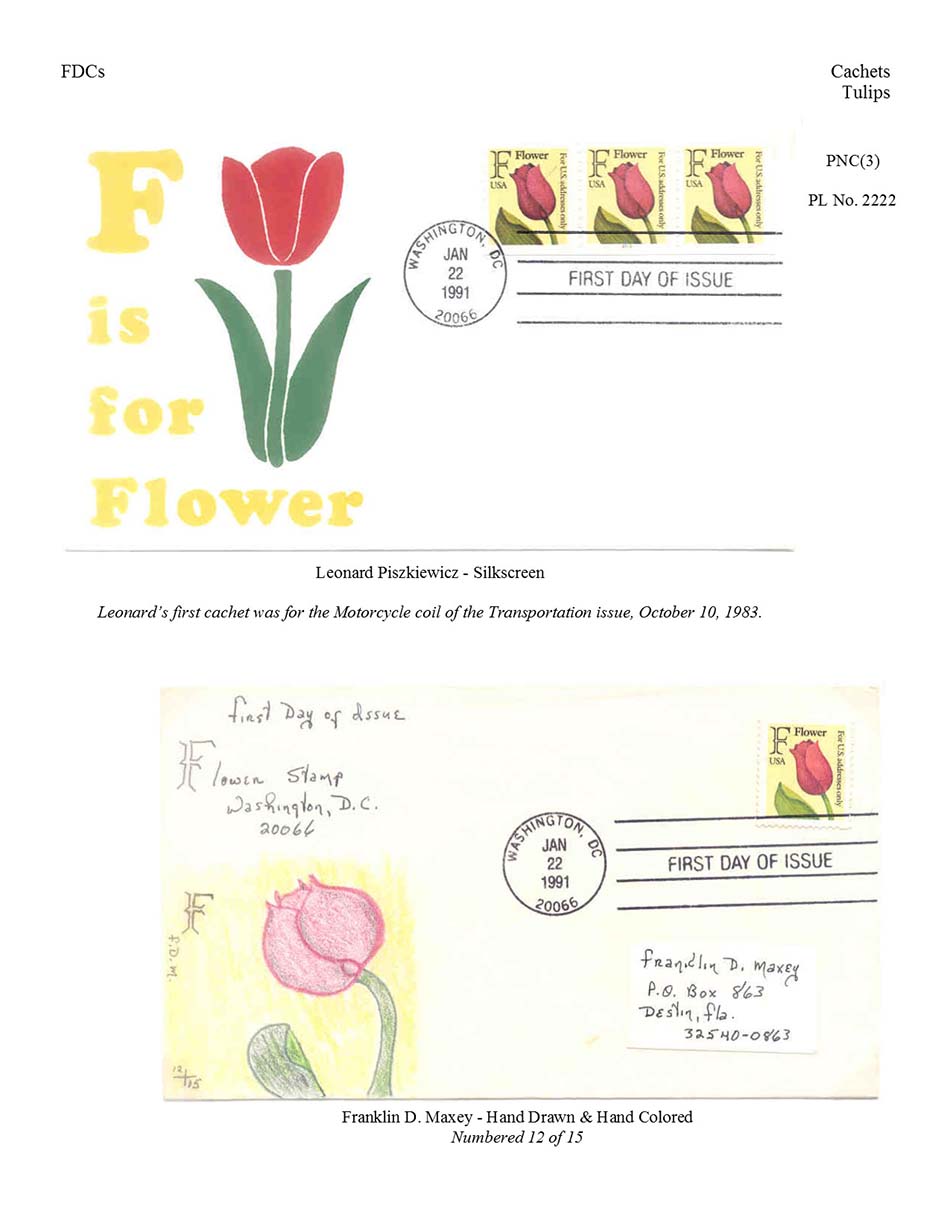 FDCs
Cachets
Tulips
F
is
for
Flower
F Flower
USA
For U.S. addresses only
F Flower
USA
For U.S. addresses only
F Flower
USA
For U.S. addresses only
PNC(3)
PL No. 2222
WASHINGTON, DC
JAN
22
1991
20066
FIRST DAY OF ISSUE
Leonard Piszkiewicz - Silkscreen
Leonard’s first cachet was for the Motorcycle coil of the Transportation issue, October 10, 1983.
First Day of Issue
Flower Stamp
Washington, D.C.
20066
F Flower
USA
For U.S. addresses only
WASHINGTON, DC
JAN
22
1991
20066
FIRST DAY OF ISSUE
F
F.D.M.
12/15
Franklin D. Maxey
P.O. Box 863
Destin, Fla.
32540-0863
Franklin D. Maxey - Hand Drawn & Hand Colored
Numbered 12 of 15